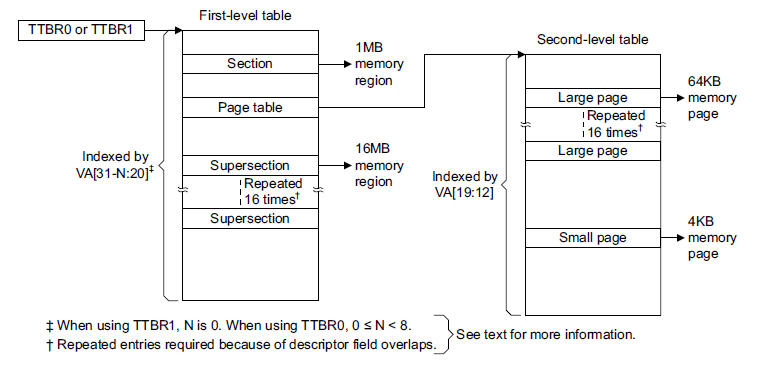 First-level table
TTBR0 or TTBR1
Section
1MB
memory
region
Page table
Indexed by
VA[31-N:20]‡
Supersection
Repeated
16 times†
Supersection
16MB
memory
region
Second-level table
Large page
64KB
memory
page
Repeated
16 times†
Large page
Indexed by
VA[19:12]
Small page
4KB
memory
page
‡ When using TTBR1, N is 0. When using TTBR0, 0 ≤ N < 8.
† Repeated entries required because of descriptor field overlaps.
See text for more information.